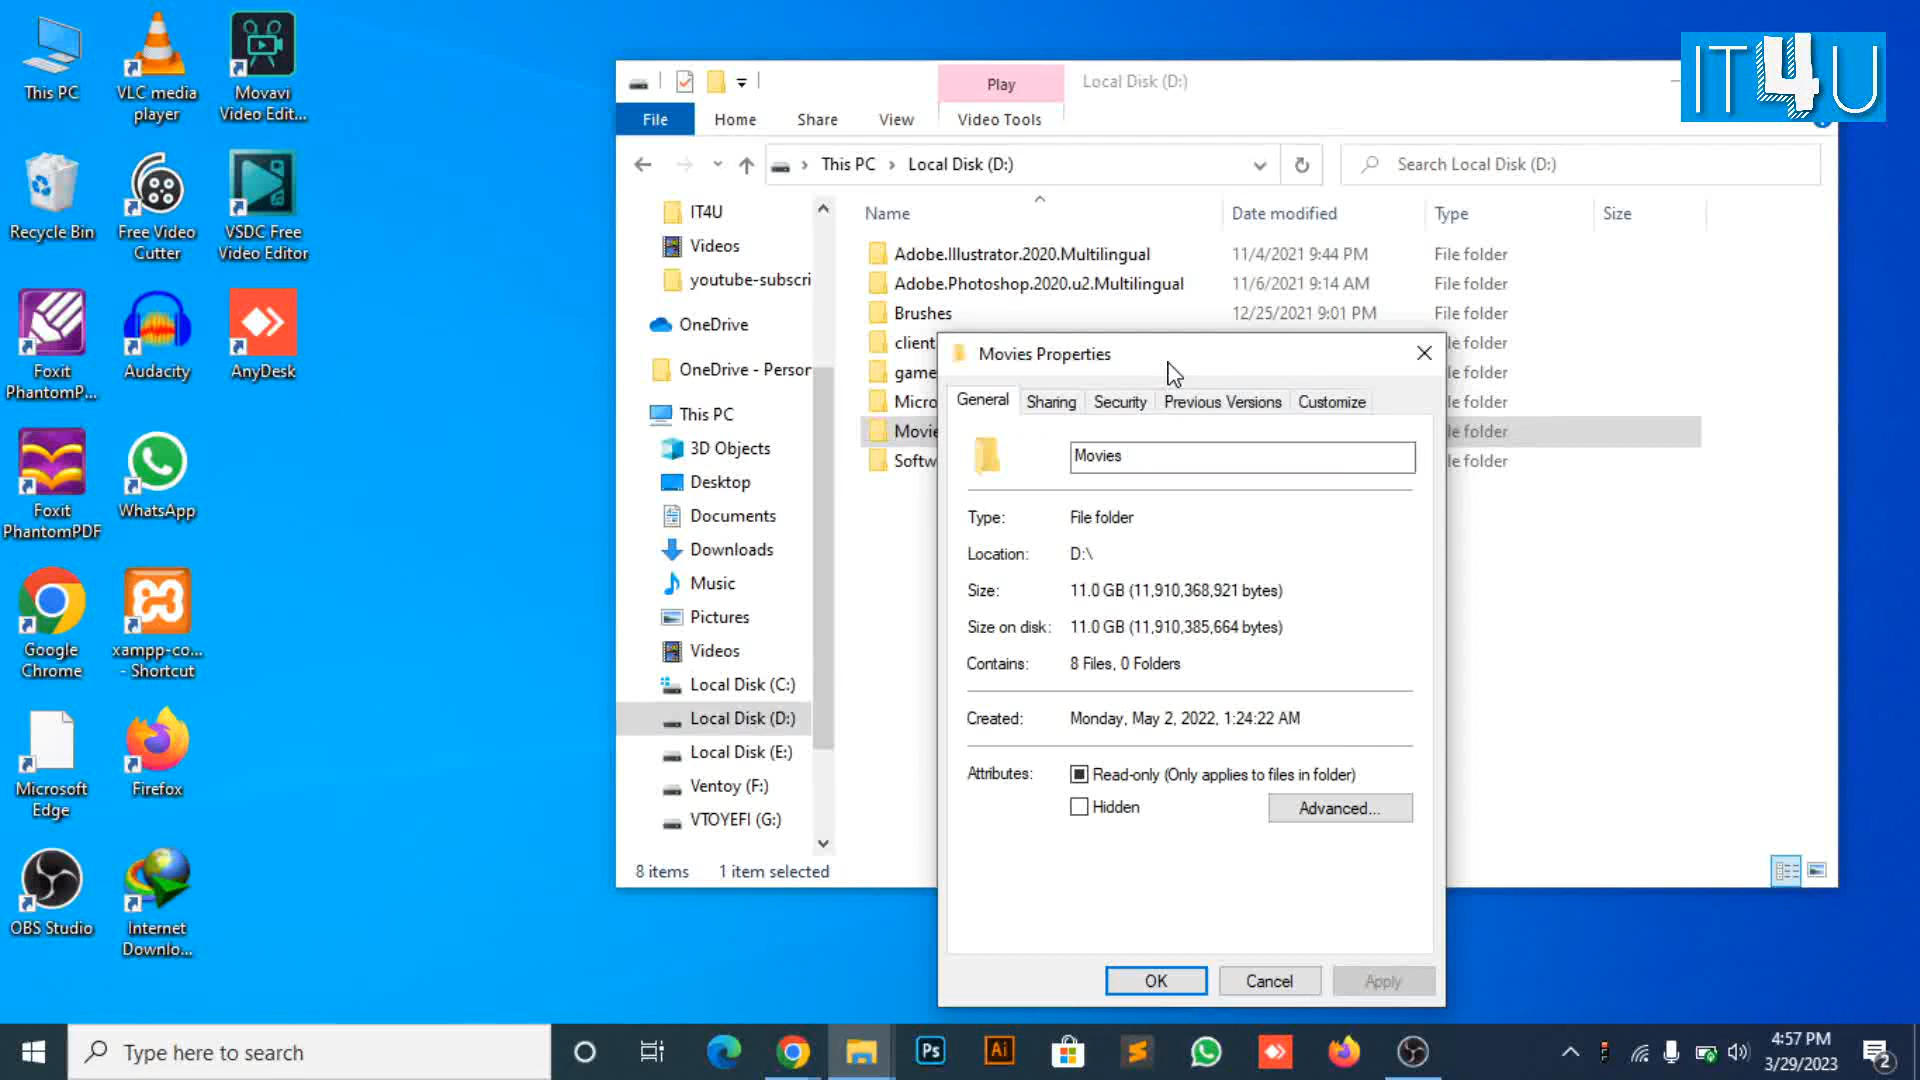 This PC
VLC media
player
Movavi
Video Edit...
Recycle Bin
Free Video
Cutter
VSDC Free
Video Editor
Foxit
PhantomP...
Audacity
AnyDesk
Foxit
PhantomPDF
WhatsApp
Google
Chrome
xampp-co...
- Shortcut
Microsoft
Edge
Firefox
OBS Studio
Internet
Downlo...
IT4U
Play
Local Disk (D:)
File
Home
Share
View
Video Tools
This PC
Local Disk (D:)
Search Local Disk (D:)
IT4U
Videos
youtube-subscri
OneDrive
OneDrive - Person
This PC
3D Objects
Desktop
Documents
Downloads
Music
Pictures
Videos
Local Disk (C:)
Local Disk (D:)
Local Disk (E:)
Ventoy (F:)
VTOYEFI (G:)
Name
Date modified
Type
Size
Adobe.Illustrator.2020.Multilingual
11/4/2021 9:44 PM
File folder
Adobe.Photoshop.2020.u2.Multilingual
11/6/2021 9:14 AM
File folder
Brushes
12/25/2021 9:01 PM
File folder
client
le folder
game
le folder
Micro
le folder
Movie
le folder
Softw
le folder
8 items
1 item selected
Movies Properties
General
Sharing
Security
Previous Versions
Customize
Movies
Type:
File folder
Location:
D:\
Size:
11.0 GB (11,910,368,921 bytes)
Size on disk:
11.0 GB (11,910,385,664 bytes)
Contains:
8 Files, 0 Folders
Created:
Monday, May 2, 2022, 1:24:22 AM
Attributes:
Read-only (Only applies to files in folder)
Hidden
Advanced...
OK
Cancel
Apply
Type here to search
Ps
Ai
4:57 PM
3/29/2023
2